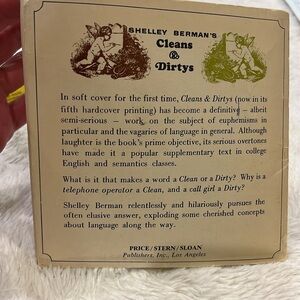 SHELLEY BERMAN'S
Cleans
&
Dirtys
In soft cover for the first time, Cleans & Dirtys (now in its
fifth hardcover printing) has become a definitive — albeit
semi-serious — work on the subject of euphemisms in
particular and the vagaries of language in general. Although
laughter is the book's prime objective, its serious overtones
have made it a popular supplementary text in college
English and semantics classes.
What is it that makes a word a Clean or a Dirty? Why is a
telephone operator a Clean, and a call girl a Dirty?
Shelley Berman relentlessly and hilariously pursues the
often elusive answer, exploding some cherished concepts
about language along the way.
PRICE/STERN/SLOAN
Publishers, Inc., Los Angeles